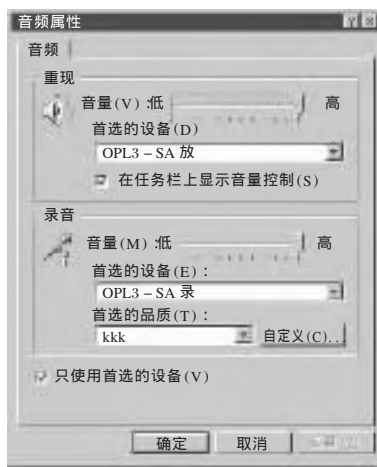 音频属性
音频
重现
音量(V):低 高
首选的设备(D)
OPL3－SA 放
在任务栏上显示音量控制(S)
录音
音量(M):低 高
首选的设备(E)：
OPL3－SA 录
首选的品质(T)：
kkk 自定义(C)..
只使用首选的设备(V)
确定 取消